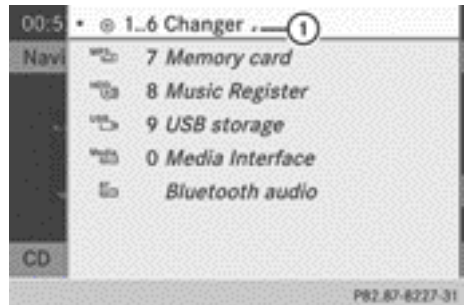 00:5
• 1..6 Changer
1
Navi
7 Memory card
8 Music Register
9 USB storage
0 Media Interface
Bluetooth audio
CD
P82.87-8227-31